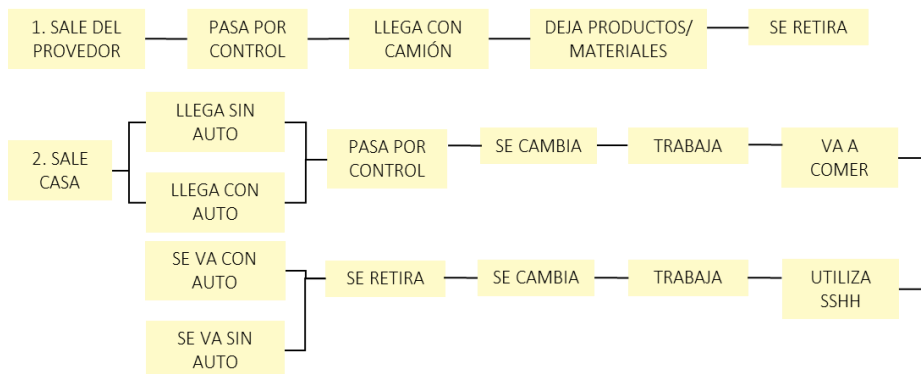 1. SALE DEL
PROVEDOR
PASA POR
CONTROL
LLEGA CON
CAMIÓN
DEJA PRODUCTOS/
MATERIALES
SE RETIRA
2. SALE
CASA
LLEGA SIN
AUTO
LLEGA CON
AUTO
PASA POR
CONTROL
SE CAMBIA
TRABAJA
VA A
COMER
SE VA CON
AUTO
SE VA SIN
AUTO
SE RETIRA
SE CAMBIA
TRABAJA
UTILIZA
SSHH